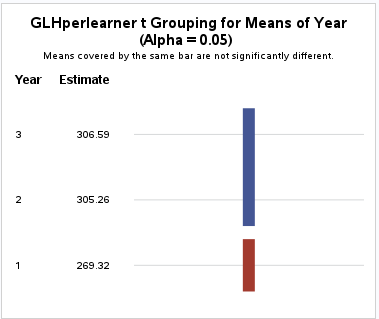 GLHperlearner t Grouping for Means of Year
(Alpha = 0.05)
Means covered by the same bar are not significantly different.
Year Estimate
3 306.59
2 305.26
1 269.32